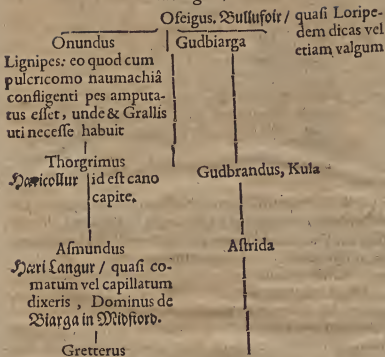 Ofeigus. Bullufoir / quaſi Loripe-
dem dicas vel
etiam valgum
Onundus
Lignipes: eo quod cum
pulcricomo naumachiâ
confligenti pes amputa-
tus eſſet, unde & Grallis
uti neceſſe habuit
Gudbiarga
Thorgrimus
Hæricollur id eſt cano
capite.
Gudbrandus, Kula
Aſmundus
Hæri Langur / quaſi co-
matum vel capillatum
dixeris, Dominus de
Biarga in Midfiord.
Aſtrida
Gretterus